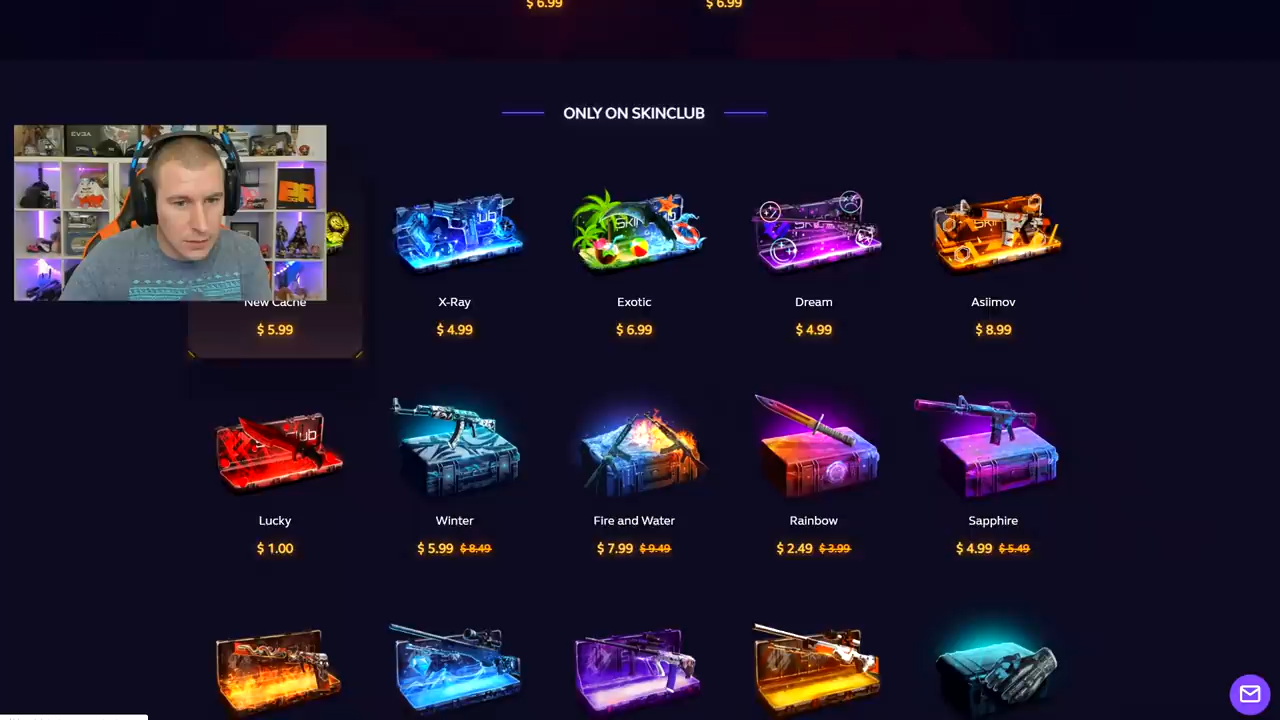 $ 6.99 $ 6.99
ONLY ON SKINCLUB
EVGA
New Cache X-Ray Exotic Dream Asiimov
$ 5.99 $ 4.99 $ 6.99 $ 4.99 $ 8.99
Lucky Winter Fire and Water Rainbow Sapphire
$ 1.00 $ 5.99 $ 8.49 $ 7.99 $ 9.49 $ 2.49 $ 3.99 $ 4.99 $ 5.49